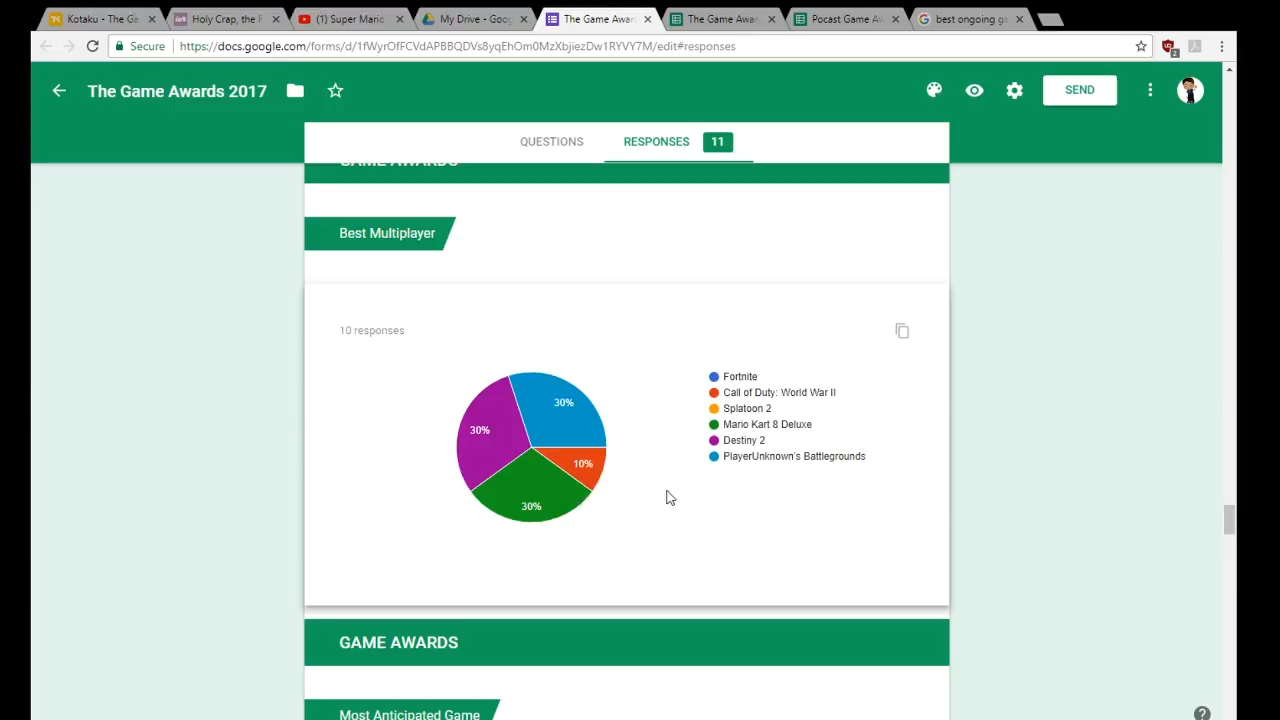 Kotaku - The Ga
Holy Crap, the F
(1) Super Mario
My Drive - Goog
The Game Awar
The Game Awar
Pocast Game Aw
best ongoing ga
Secure
https://docs.google.com/forms/d/1fWyrOfFCVdAPBBQDVs8yqEhOm0MzXbjiezDw1RYVY7M/edit#responses
The Game Awards 2017
SEND
QUESTIONS
RESPONSES 11
GAME AWARDS
Best Multiplayer
10 responses
30%
30%
10%
30%
Fortnite
Call of Duty: World War II
Splatoon 2
Mario Kart 8 Deluxe
Destiny 2
PlayerUnknown's Battlegrounds
GAME AWARDS
Most Anticipated Game